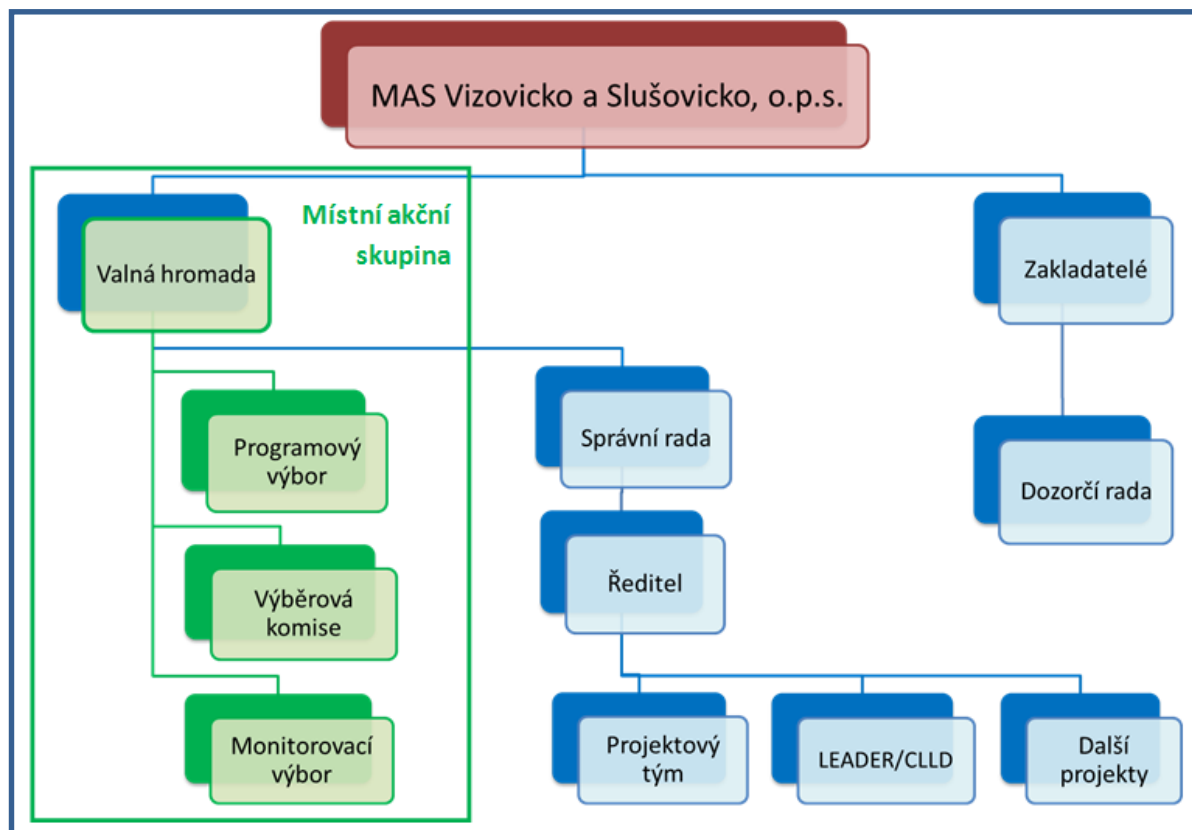 MAS Vizovicko a Slušovicko, o.p.s.
Místní akční
skupina
Valná hromada
Zakladatelé
Programový
výbor
Správní rada
Dozorčí rada
Výběrová
komise
Ředitel
Monitorovací
výbor
Projektový
tým
LEADER/CLLD
Další
projekty